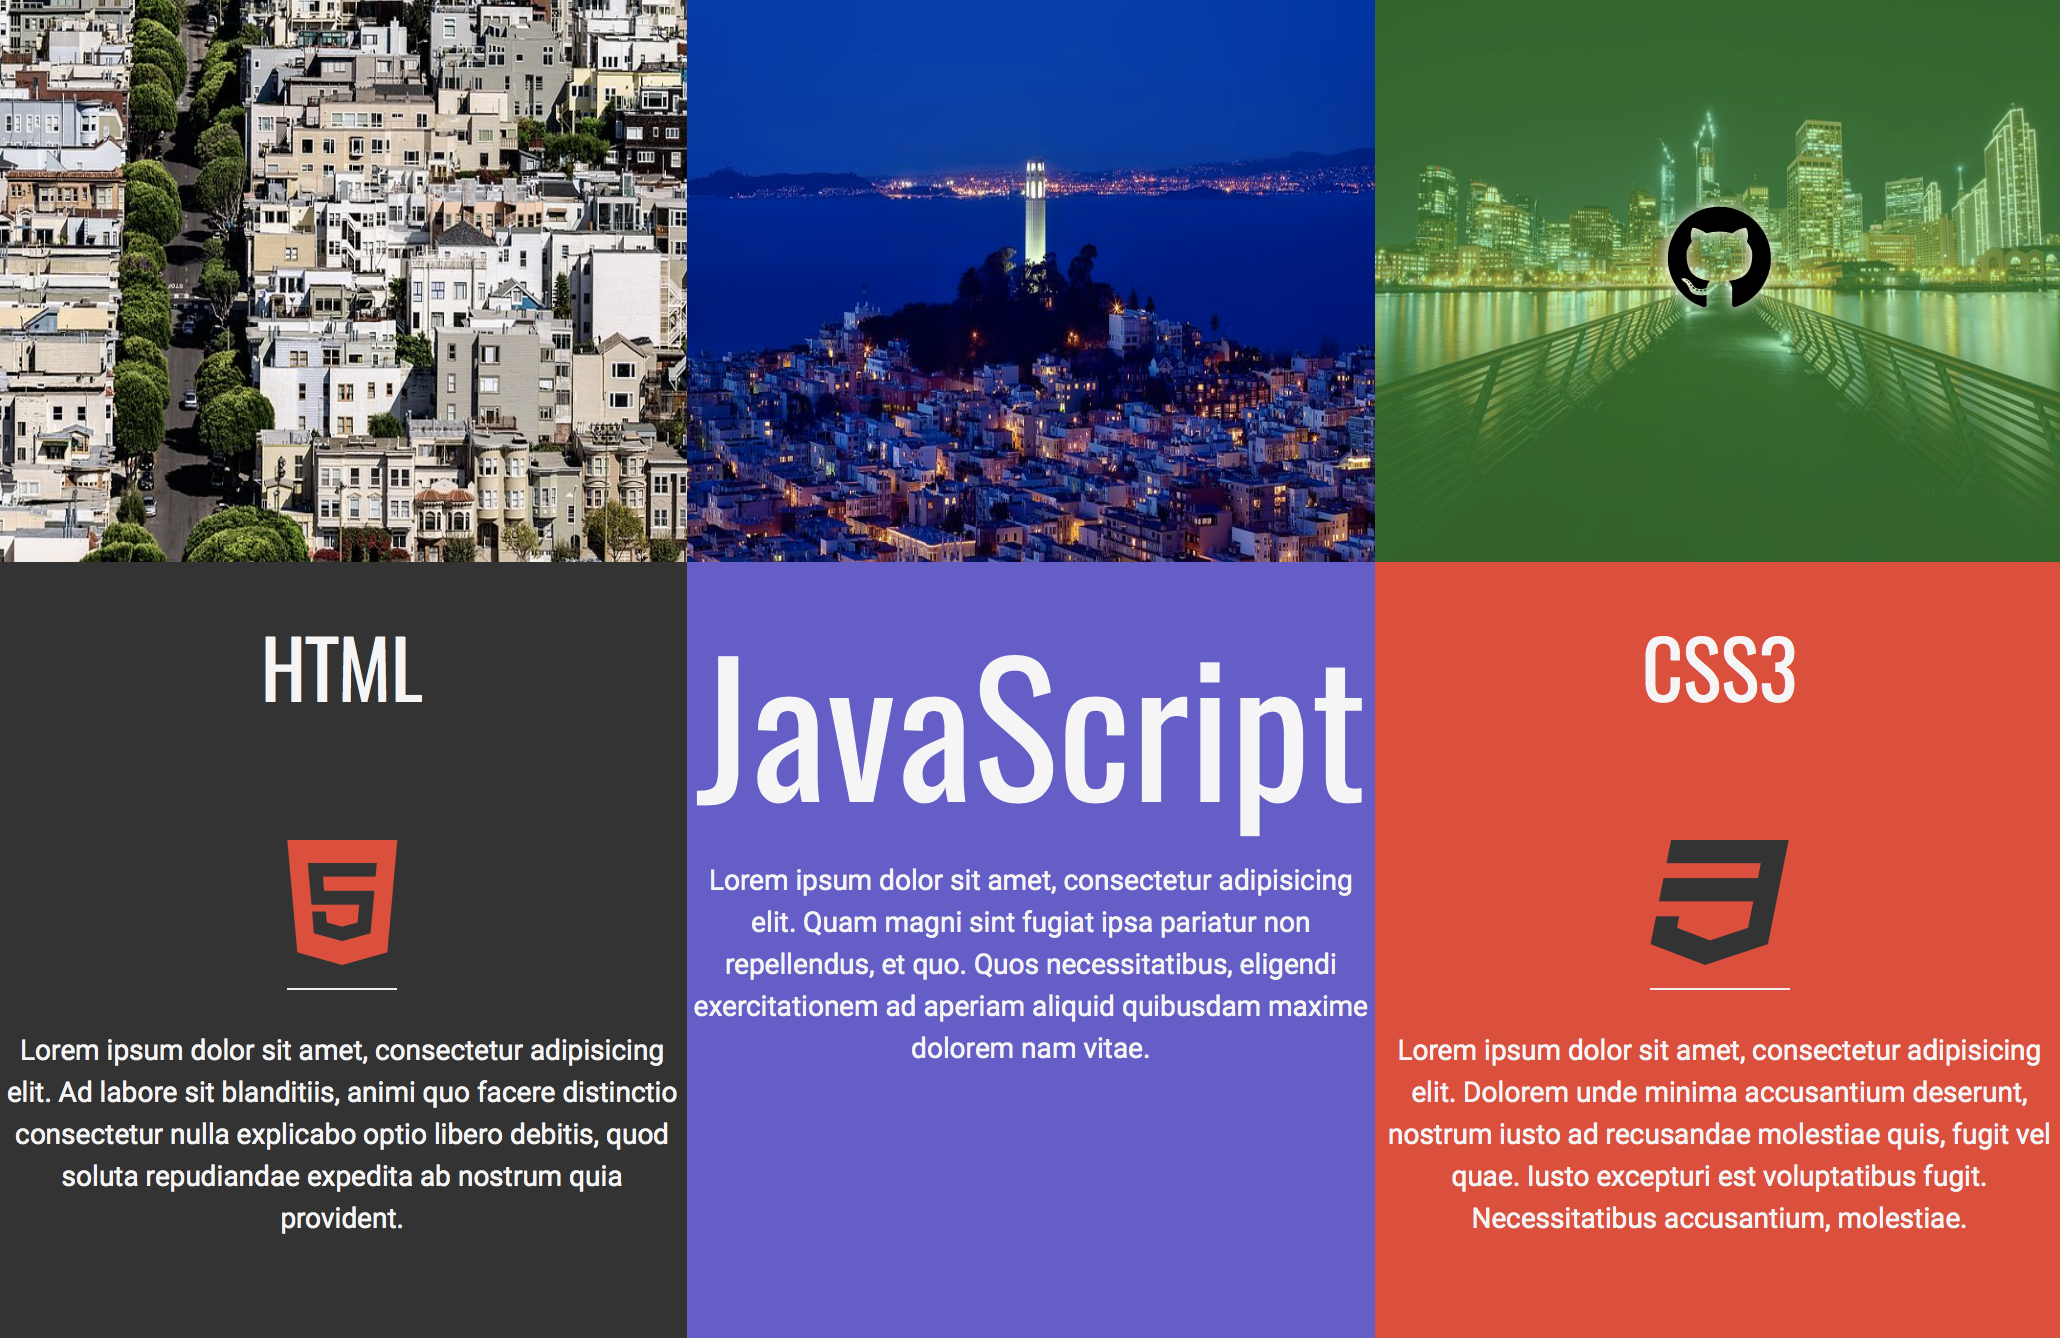 HTML
Lorem ipsum dolor sit amet, consectetur adipisicing
elit. Ad labore sit blanditiis, animi quo facere distinctio
consectetur nulla explicabo optio libero debitis, quod
soluta repudiandae expedita ab nostrum quia
provident.
JavaScript
Lorem ipsum dolor sit amet, consectetur adipisicing
elit. Quam magni sint fugiat ipsa pariatur non
repellendus, et quo. Quos necessitatibus, eligendi
exercitationem ad aperiam aliquid quibusdam maxime
dolorem nam vitae.
CSS3
Lorem ipsum dolor sit amet, consectetur adipisicing
elit. Dolorem unde minima accusantium deserunt,
nostrum iusto ad recusandae molestiae quis, fugit vel
quae. Iusto excepturi est voluptatibus fugit.
Necessitatibus accusantium, molestiae.